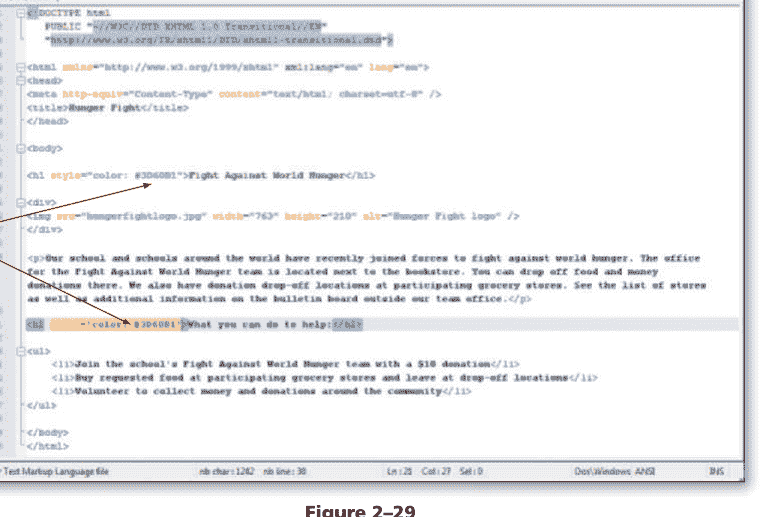 <!DOCTYPE html
PUBLIC "-//W3C//DTD XHTML 1.0 Transitional//EN"
"http://www.w3.org/TR/xhtml1/DTD/xhtml1-transitional.dtd">
<html xmlns="http://www.w3.org/1999/xhtml" xml:lang="en" lang="en">
<head>
<meta http-equiv="Content-Type" content="text/html; charset=utf-8" />
<title>Hunger Fight</title>
</head>
<body>
<h1 style="color: #3D60B1">Fight Against World Hunger</h1>
<div>
<img src="hungerfightlogo.jpg" width="763" height="210" alt="Hunger Fight logo" />
</div>
<p>Our school and schools around the world have recently joined forces to fight against world hunger. The office
for the Fight Against World Hunger team is located next to the bookstore. You can drop off food and money
donations there. We also have donation drop-off locations at participating grocery stores. See the list of stores
as well as additional information on the bulletin board outside our team office.</p>
="color: #3D60B1">What you can do to help:
<ul>
<li>Join the school's Fight Against World Hunger team with a $10 donation</li>
<li>Buy requested food at participating grocery stores and leave at drop-off locations</li>
<li>Volunteer to collect money and donations around the community</li>
</ul>
</body>
</html>
Text Markup Language file nb char: 1242 nb line: 30 Ln: 21 Col: 27 Sel: 0 Dos\Windows ANSI INS
Figure 2–29